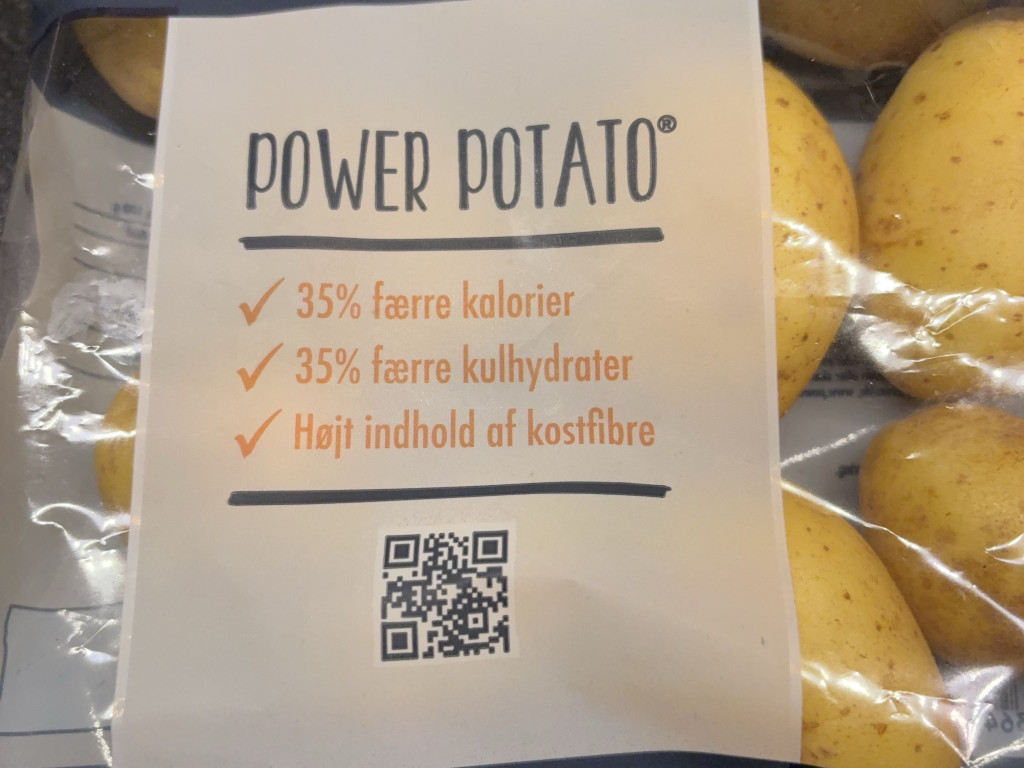 POWER POTATO®
35% færre kalorier
35% færre kulhydrater
Højt indhold af kostfibre